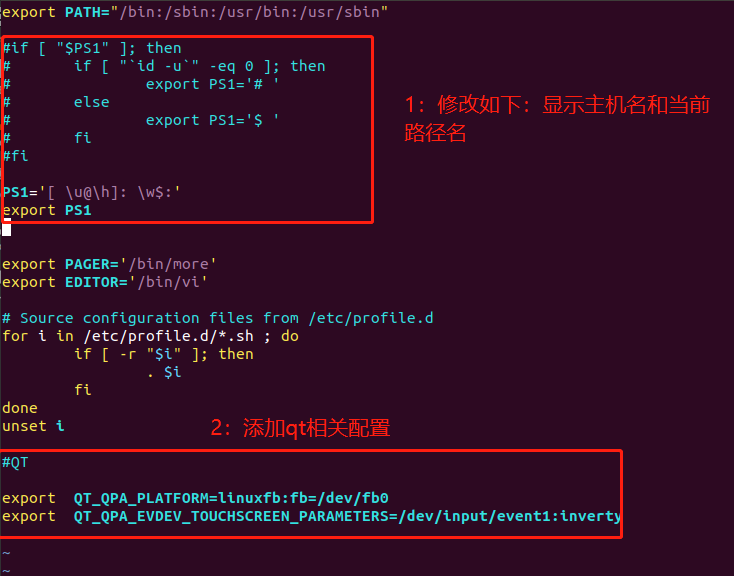 export PATH="/bin:/sbin:/usr/bin:/usr/sbin"
#if [ "$PS1" ]; then
#       if [ "`id -u`" -eq 0 ]; then
#               export PS1='# '
#       else
#               export PS1='$ '
#       fi
#fi
1：修改如下：显示主机名和当前
路径名
PS1='[ \u@\h]: \w$:'
export PS1
export PAGER='/bin/more'
export EDITOR='/bin/vi'
# Source configuration files from /etc/profile.d
for i in /etc/profile.d/*.sh ; do
        if [ -r "$i" ]; then
                . $i
        fi
done
unset i
2：添加qt相关配置
#QT
export  QT_QPA_PLATFORM=linuxfb:fb=/dev/fb0
export  QT_QPA_EVDEV_TOUCHSCREEN_PARAMETERS=/dev/input/event1:inverty
~
~